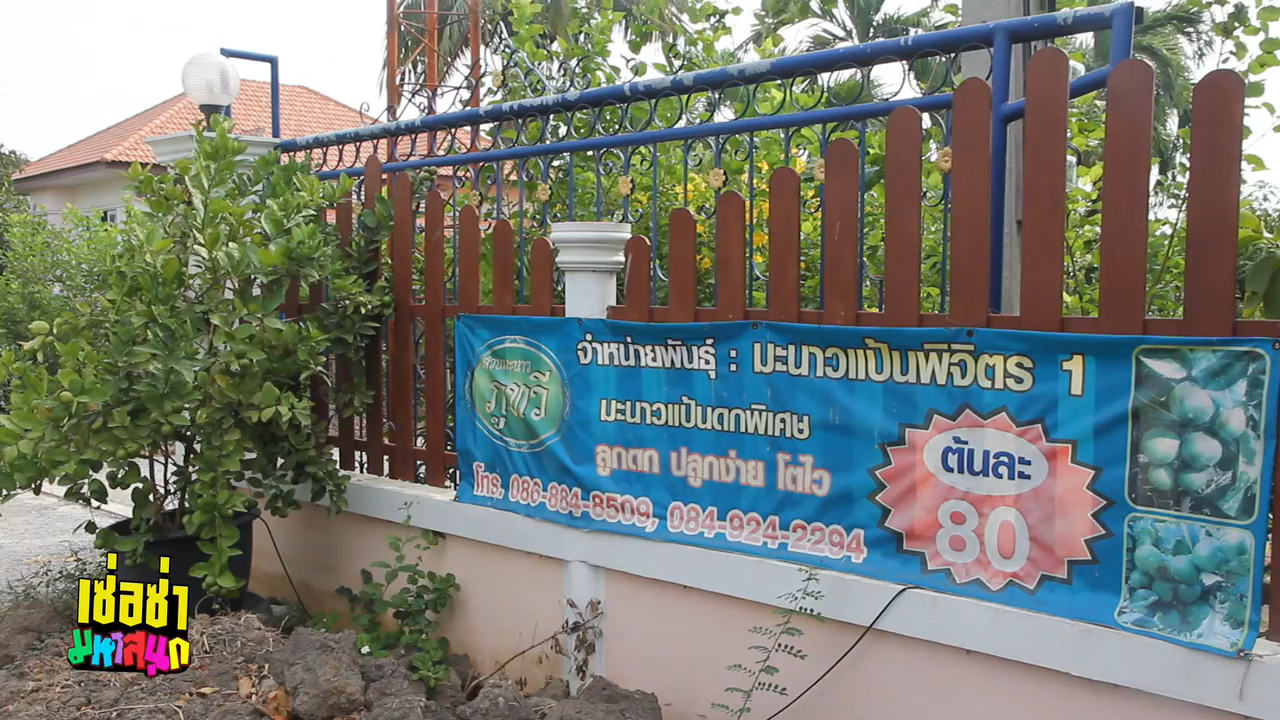 สวนมะนาว
ภูทวี
จำหน่ายพันธุ์ : มะนาวแป้นพิจิตร 1
มะนาวแป้นดกพิเศษ
ลูกดก ปลูกง่าย โตไว
โทร. 086-884-8509, 084-924-2294
ต้นละ
80
เซ่อซ่า
มหาสนุก